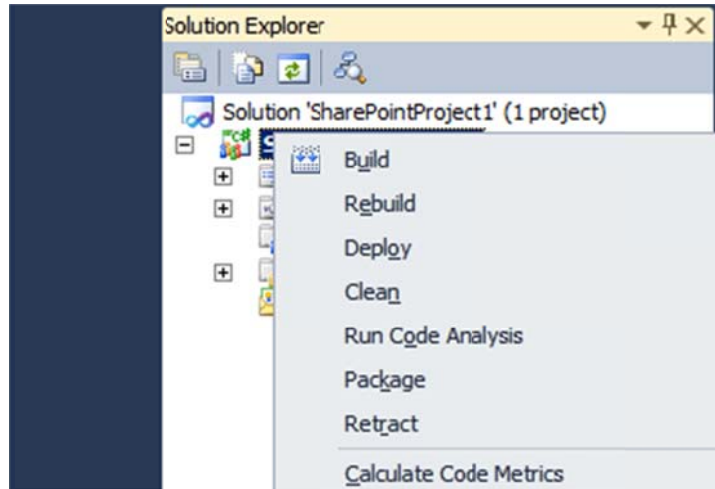 Solution Explorer
Solution 'SharePointProject1' (1 project)
C#
Build
Rebuild
Deploy
Clean
Run Code Analysis
Package
Retract
Calculate Code Metrics